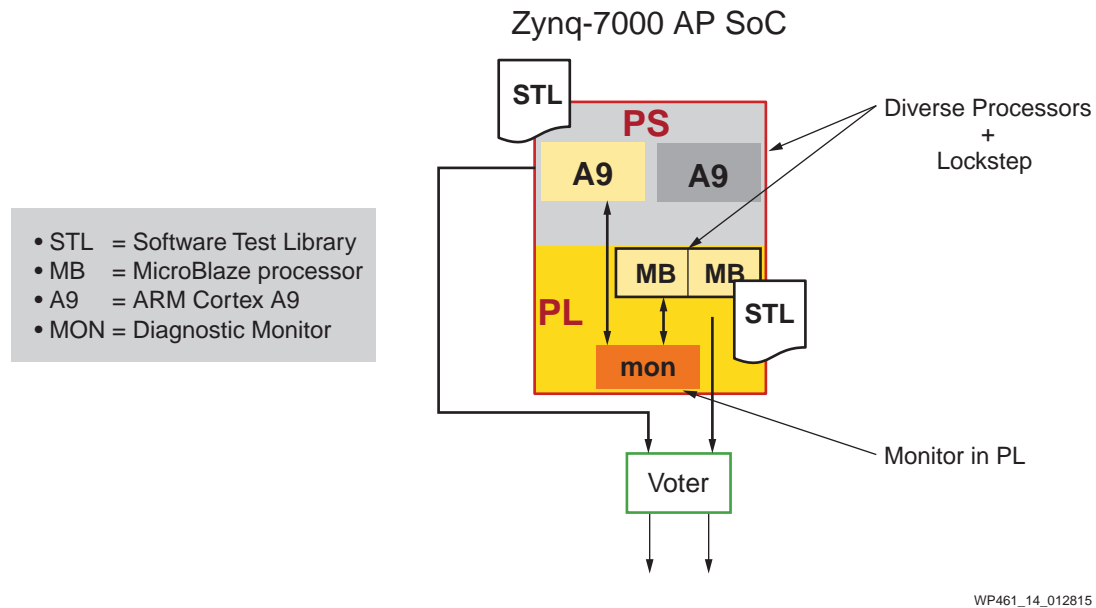 Zynq-7000 AP SoC
STL
PS
Diverse Processors
+
Lockstep
A9
A9
• STL = Software Test Library
• MB = MicroBlaze processor
• A9 = ARM Cortex A9
• MON = Diagnostic Monitor
MB
MB
PL
STL
mon
Monitor in PL
Voter
WP461_14_012815